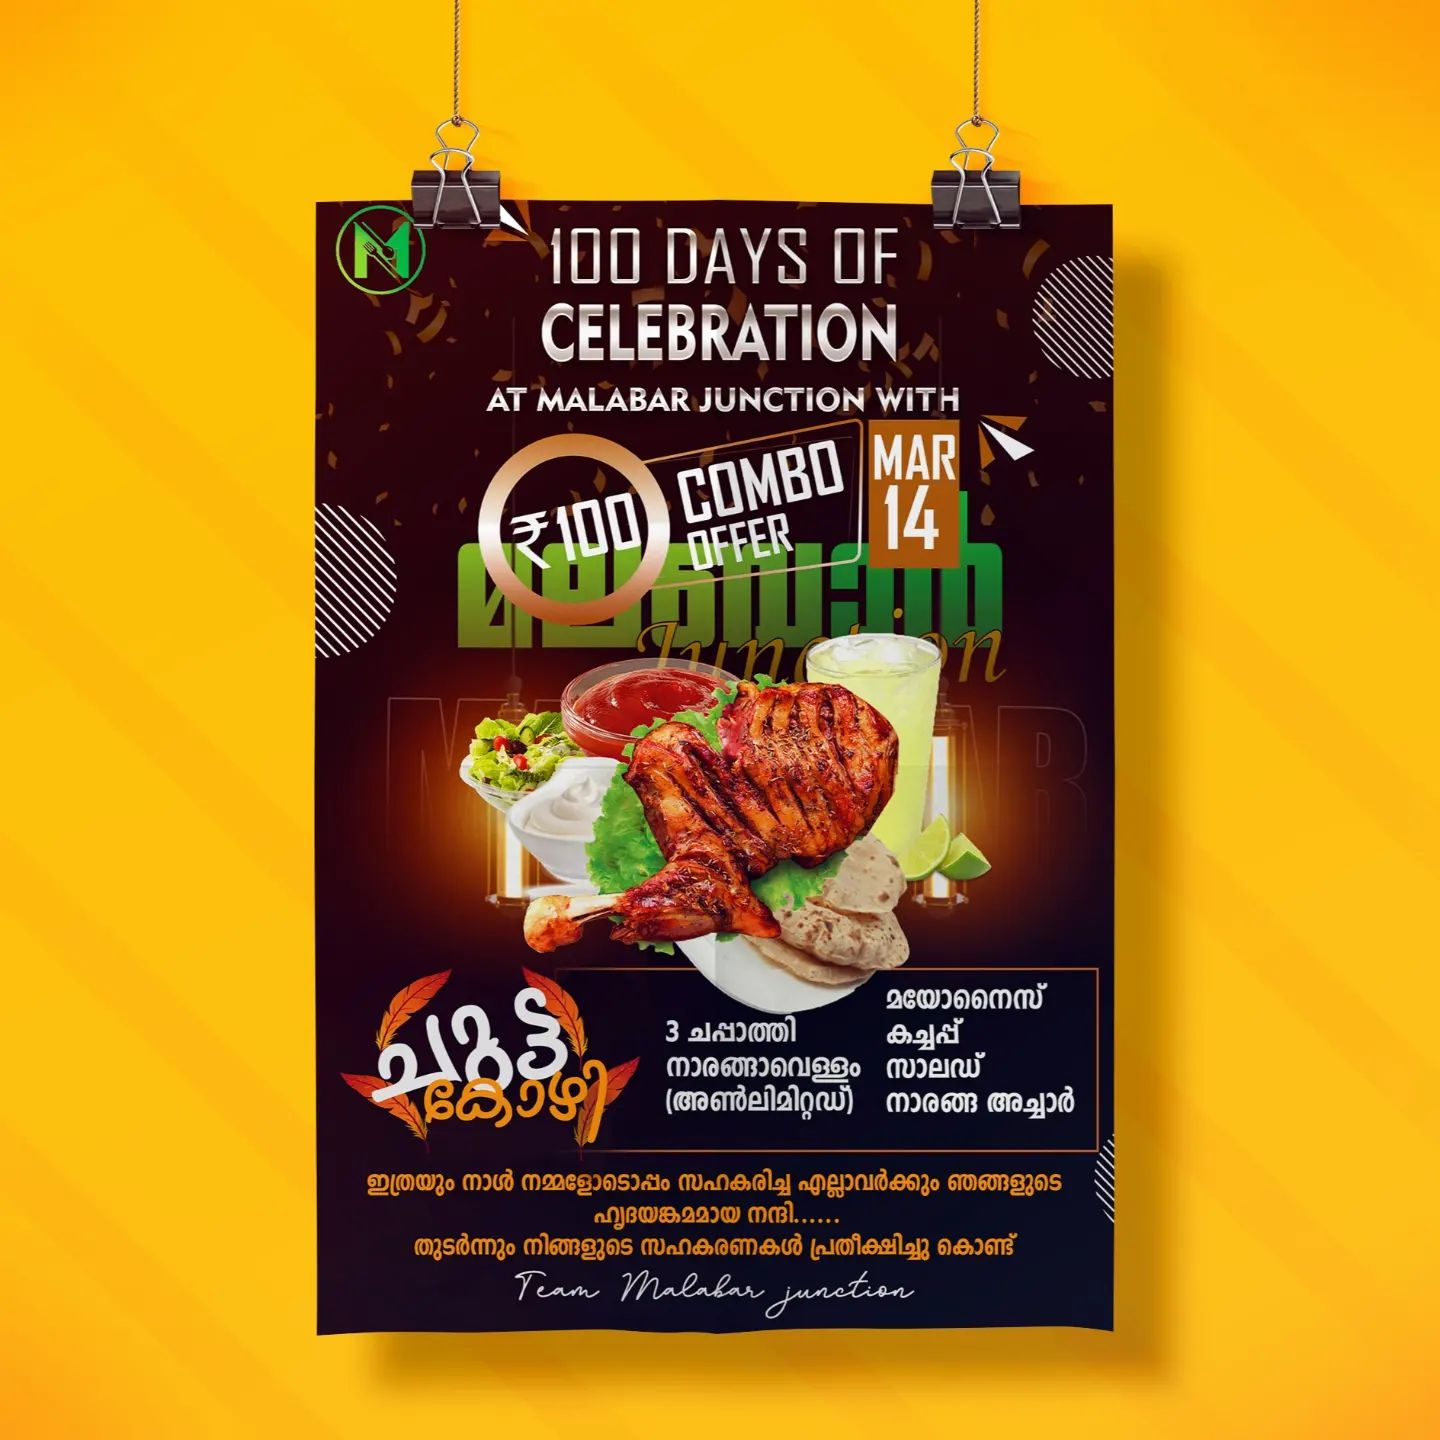 100 DAYS OF
CELEBRATION
AT MALABAR JUNCTION WITH
₹100
COMBO
OFFER
MAR
14
മലബാർ
Junction
ചുട്ട
കോഴി
3 ചപ്പാത്തി
നാരങ്ങാവെള്ളം
(അൺലിമിറ്റഡ്)
മയോനൈസ്
കച്ചപ്പ്
സാലഡ്
നാരങ്ങ അച്ചാർ
ഇത്രയും നാൾ നമ്മളോടൊപ്പം സഹകരിച്ച എല്ലാവർക്കും ഞങ്ങളുടെ
ഹൃദയങ്കമമായ നന്ദി......
തുടർന്നും നിങ്ങളുടെ സഹകരണകൾ പ്രതീക്ഷിച്ചു കൊണ്ട്
Team Malabar junction